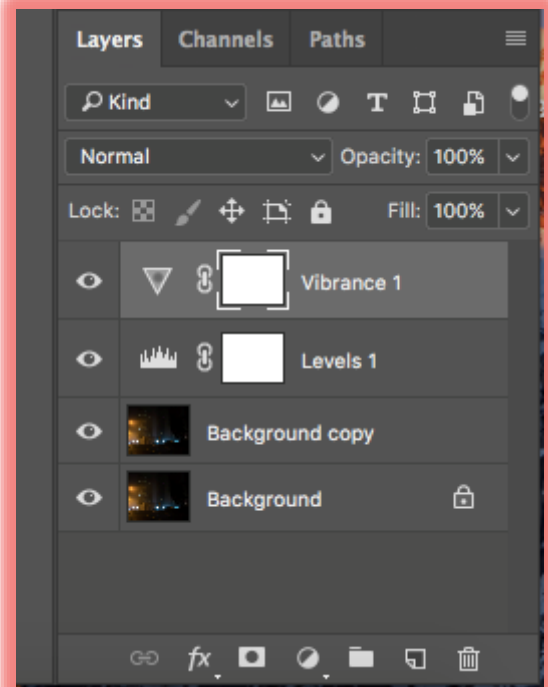 Layers Channels Paths
Kind
Normal Opacity: 100%
Lock: Fill: 100%
Vibrance 1
Levels 1
Background copy
Background
fx